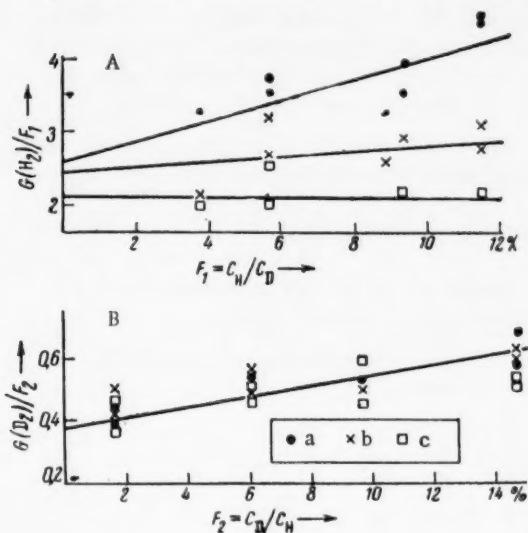 A
G(H₂)/F₁ →
4
3
2
4 6 8 10 12%
F₁ = C_H/C_D →
B
G(D₂)/F₂ →
0,6
0,4
0,2
2 4 6 8 10 12 14 %
F₂ = C_D/C_H →
● a × b □ c